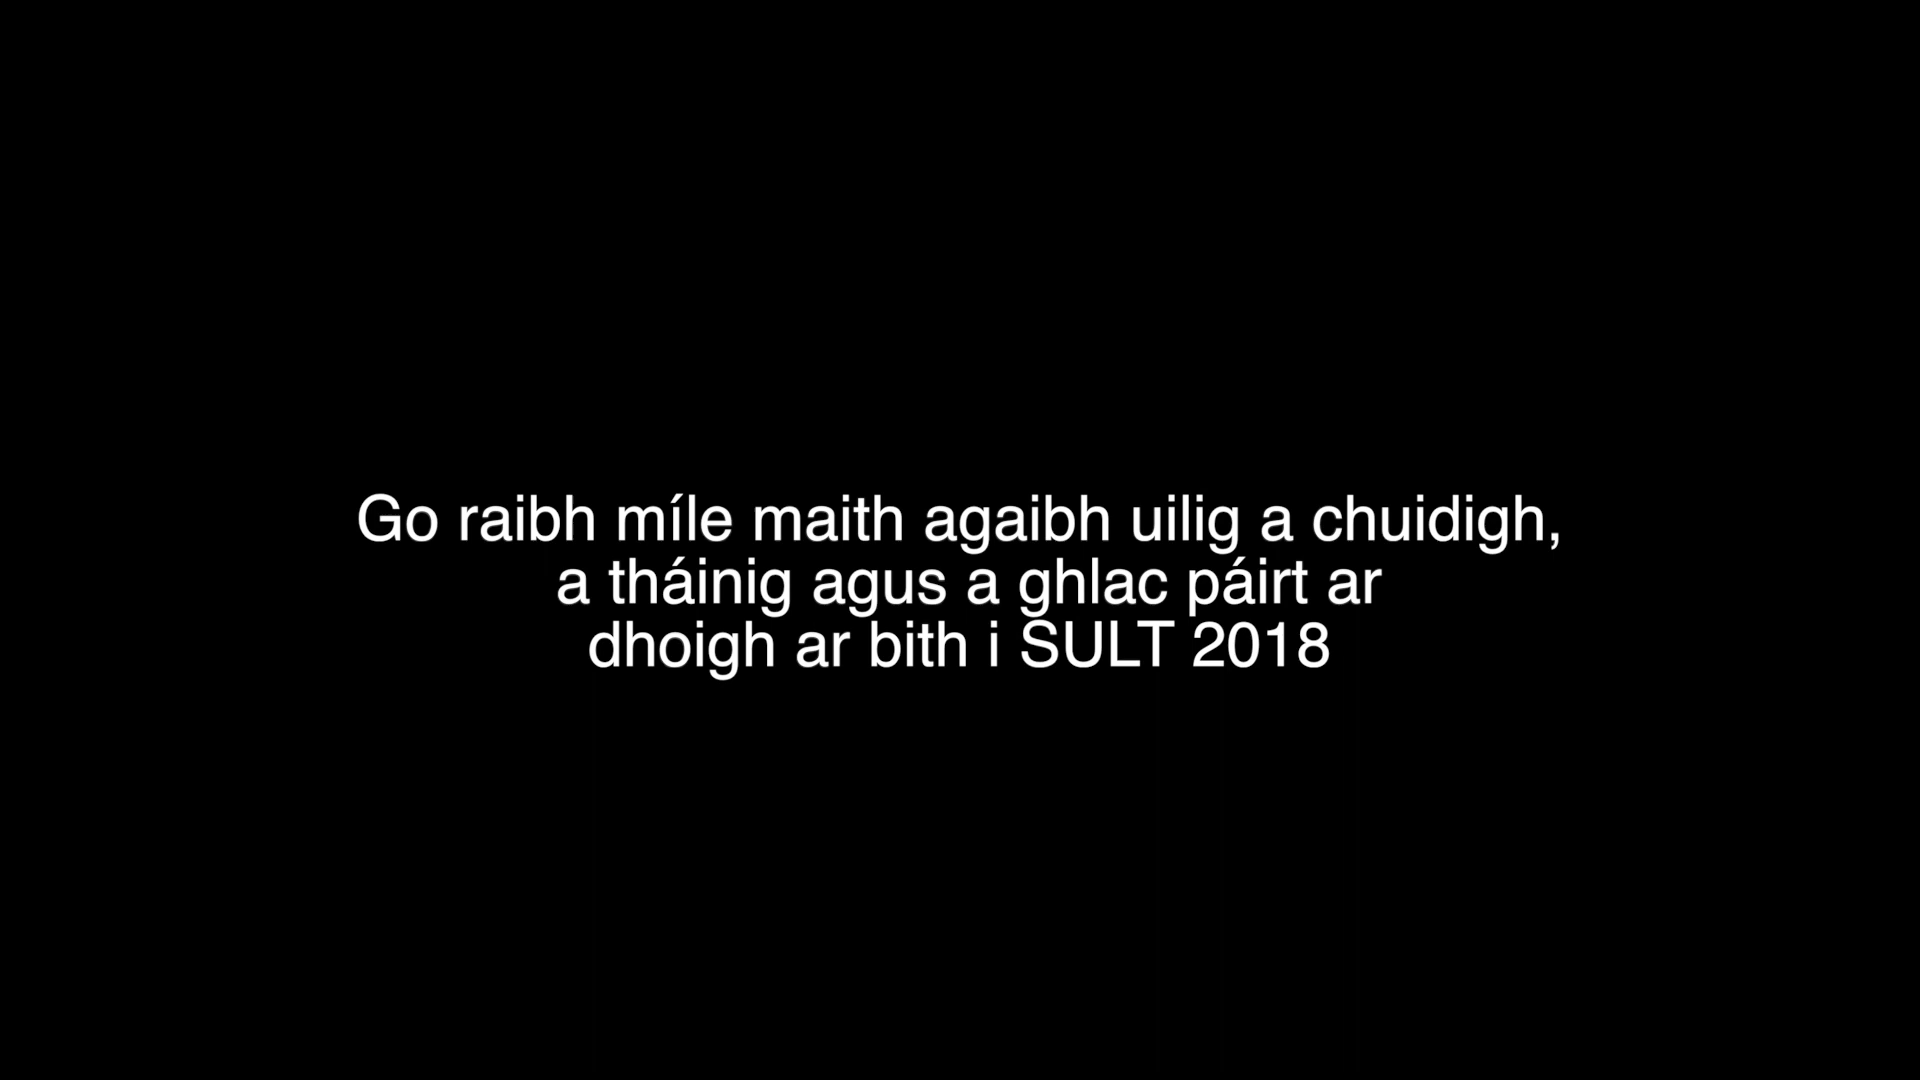 Go raibh míle maith agaibh uilig a chuidigh,
a tháinig agus a ghlac páirt ar
dhoigh ar bith i SULT 2018